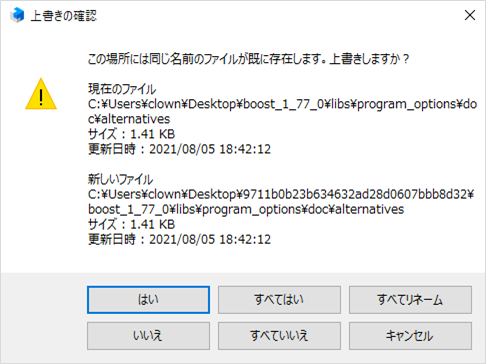 上書きの確認
この場所には同じ名前のファイルが既に存在します。上書きしますか？
現在のファイル
C:¥Users¥clown¥Desktop¥boost_1_77_0¥libs¥program_options¥do
c¥alternatives
サイズ : 1.41 KB
更新日時 : 2021/08/05 18:42:12
新しいファイル
C:¥Users¥clown¥Desktop¥9711b0b23b634632ad28d0607bbb8d32¥
boost_1_77_0¥libs¥program_options¥doc¥alternatives
サイズ : 1.41 KB
更新日時 : 2021/08/05 18:42:12
はい すべてはい すべてリネーム
いいえ すべていいえ キャンセル